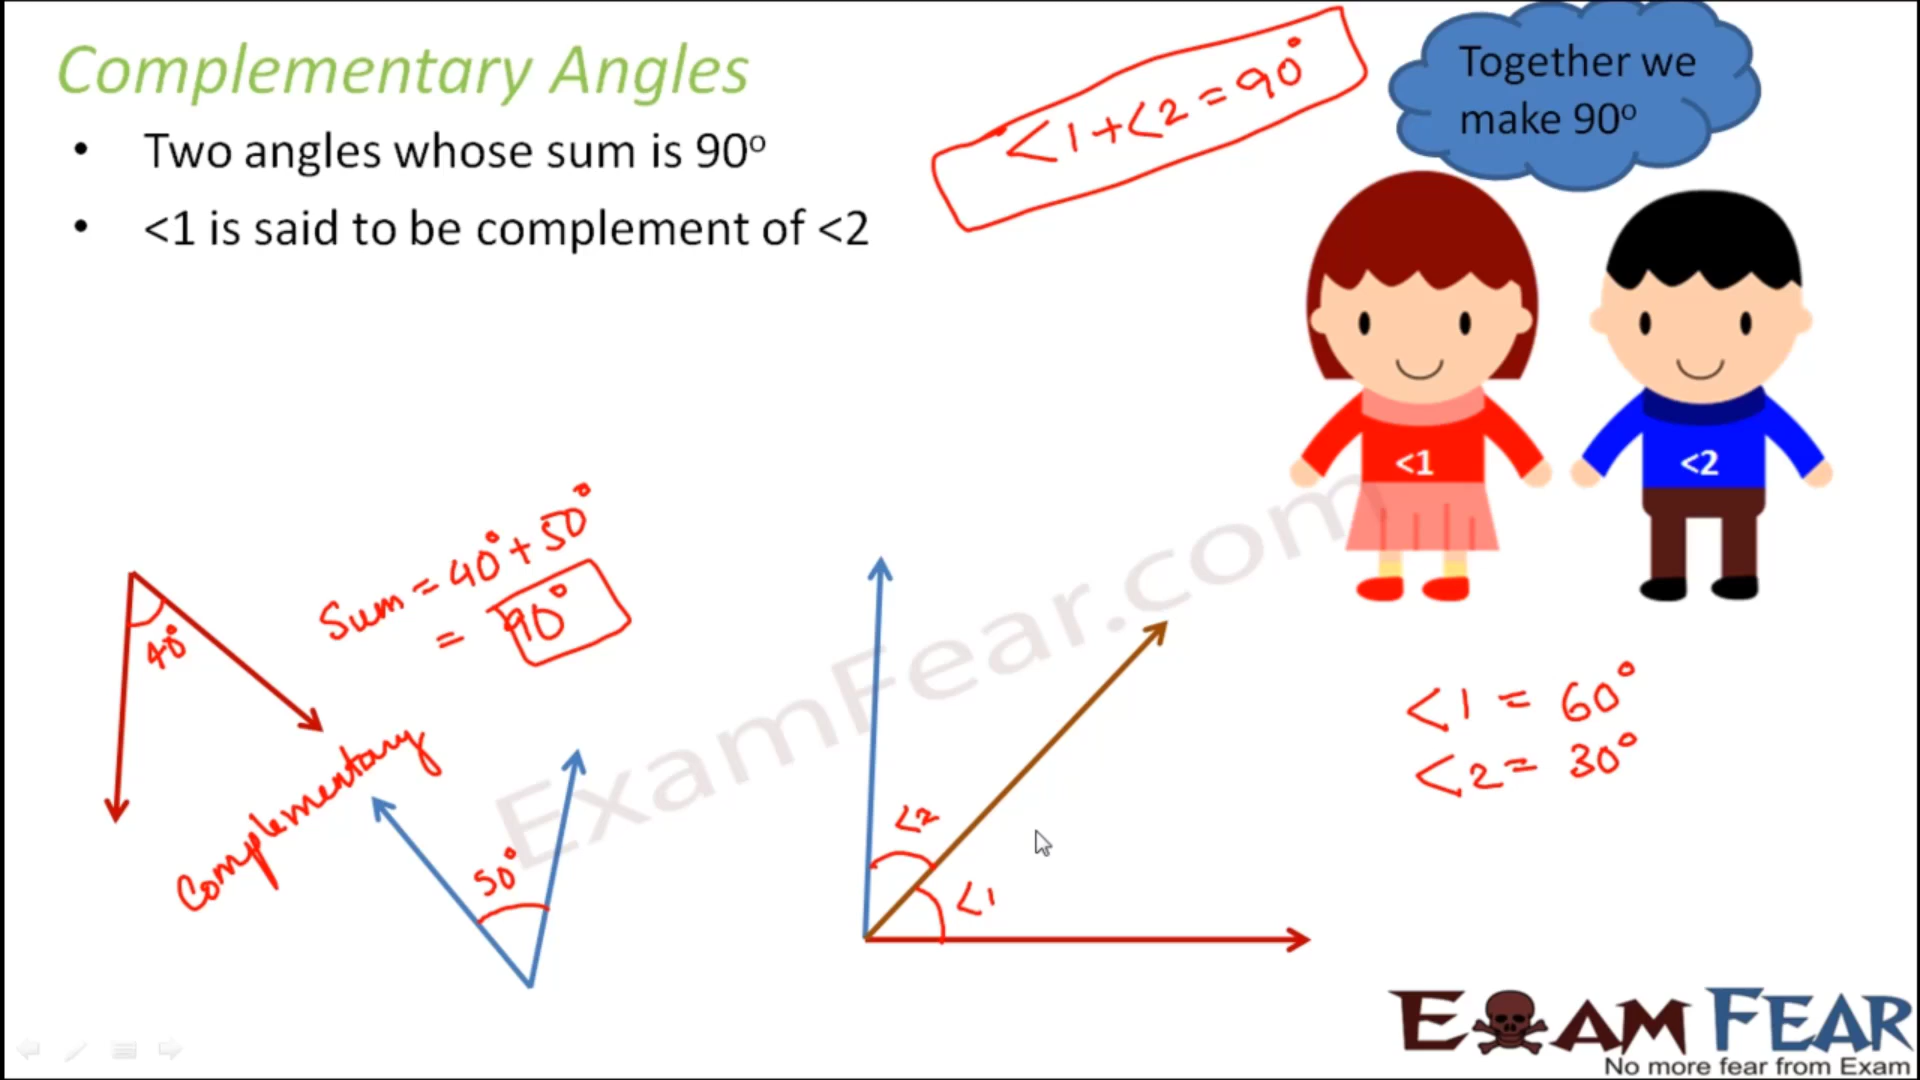 Complementary Angles
• Two angles whose sum is 90º
• <1 is said to be complement of <2
<1+<2=90°
Together we
make 90º
<1
<2
Sum = 40°+50°
= 90°
40°
Complementary
50°
<2
<1
<1 = 60°
<2 = 30°
ExamFear.com
EXAM FEAR
No more fear from Exam